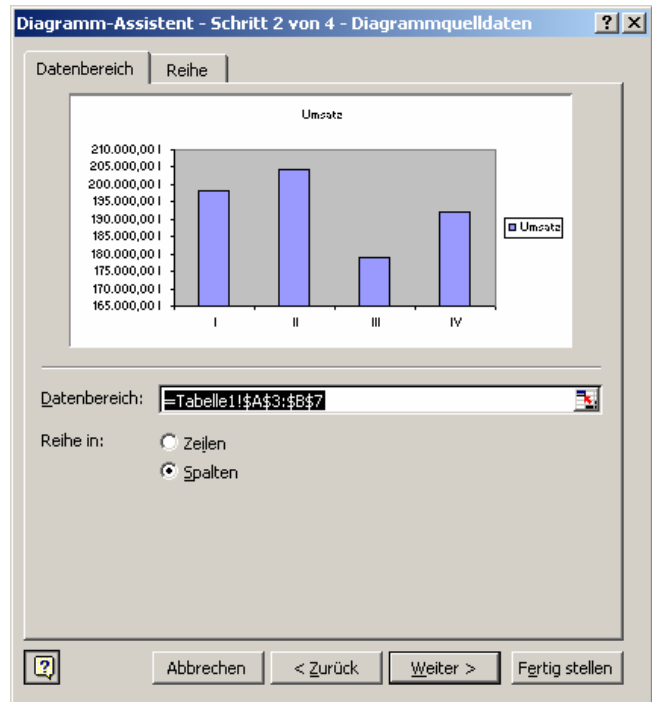 Diagramm-Assistent - Schritt 2 von 4 - Diagrammquelldaten
Datenbereich
Reihe
Umsatz
210.000,00 I
205.000,00 I
200.000,00 I
195.000,00 I
190.000,00 I
185.000,00 I
180.000,00 I
175.000,00 I
170.000,00 I
165.000,00 I
I II III IV
Umsatz
Datenbereich: =Tabelle1!$A$3:$B$7
Reihe in: Zeilen
Spalten
Abbrechen < Zurück Weiter > Fertig stellen